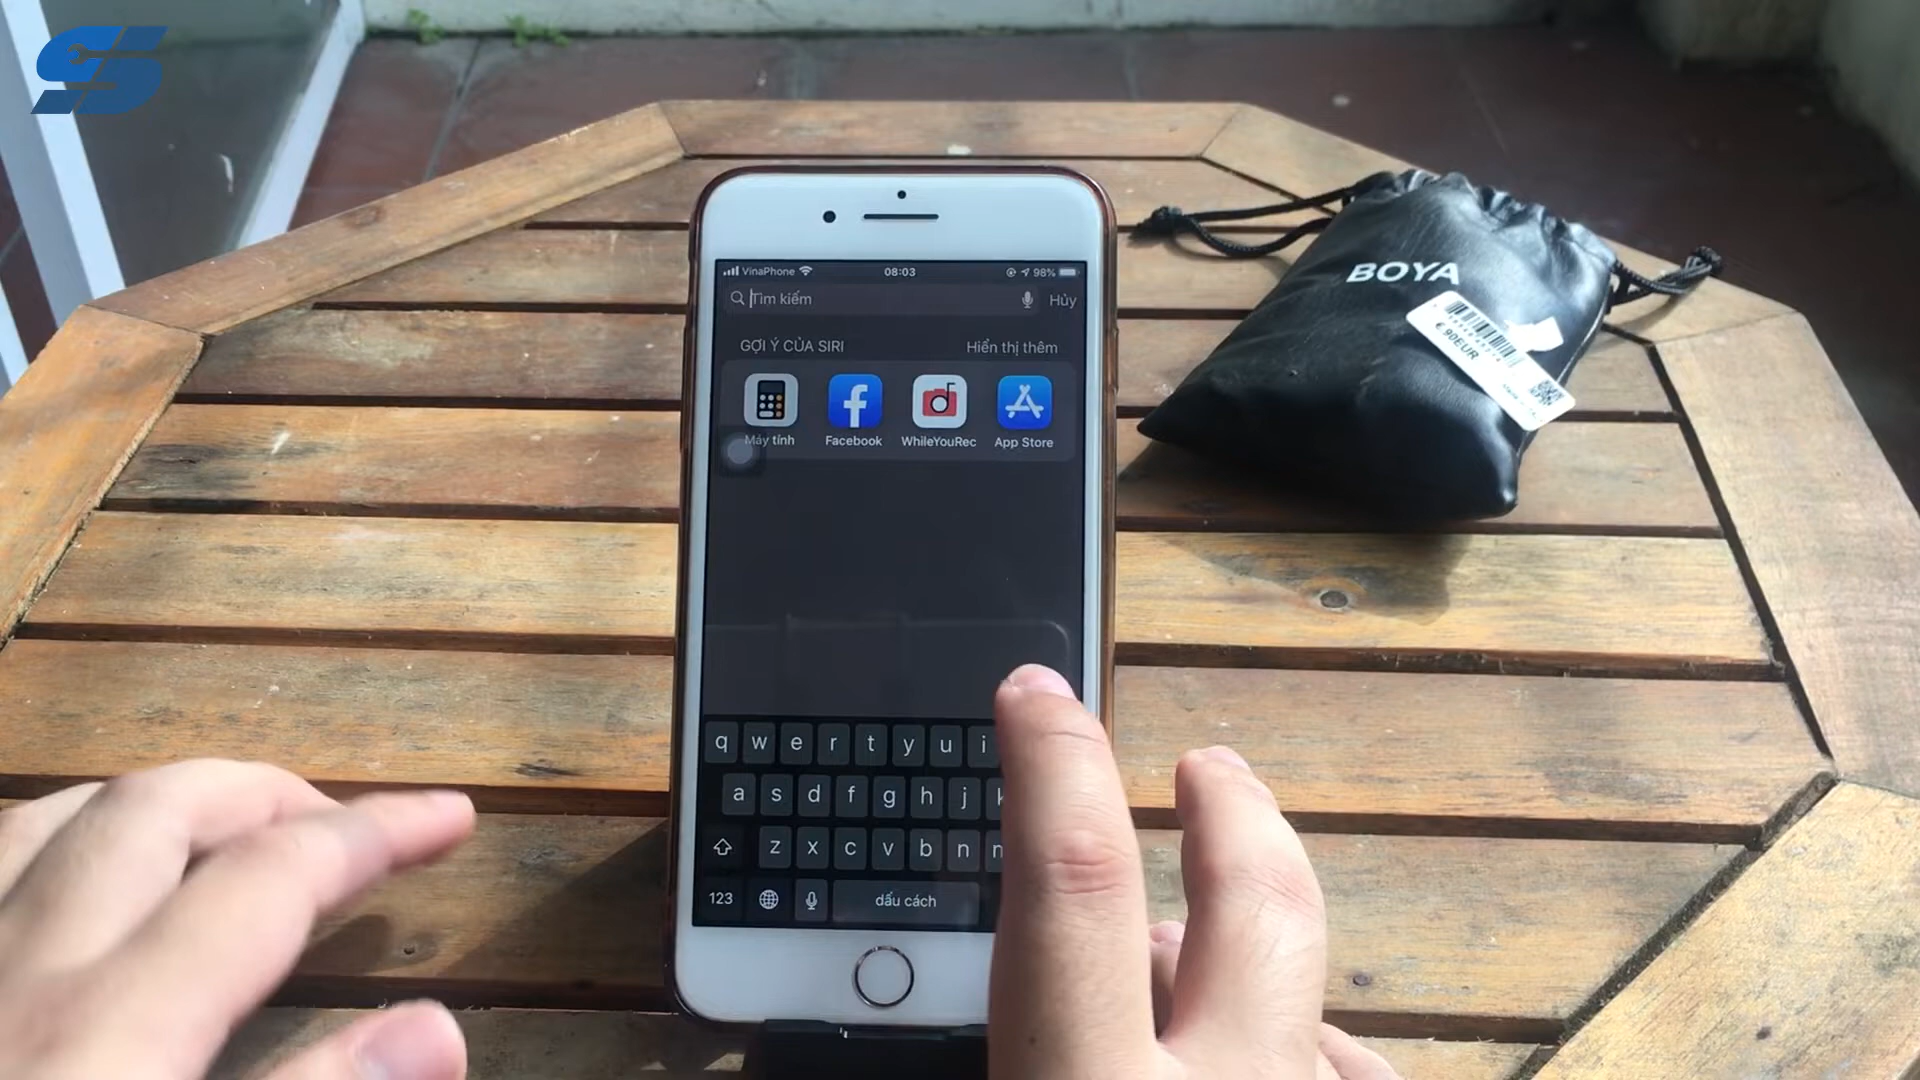 VinaPhone 08:03 98%
Tìm kiếm Hủy
GỢI Ý CỦA SIRI Hiển thị thêm
Máy tính Facebook WhileYouRec App Store
q w e r t y u i
a s d f g h j k
z x c v b n m
123 dấu cách
BOYA
€90EUR